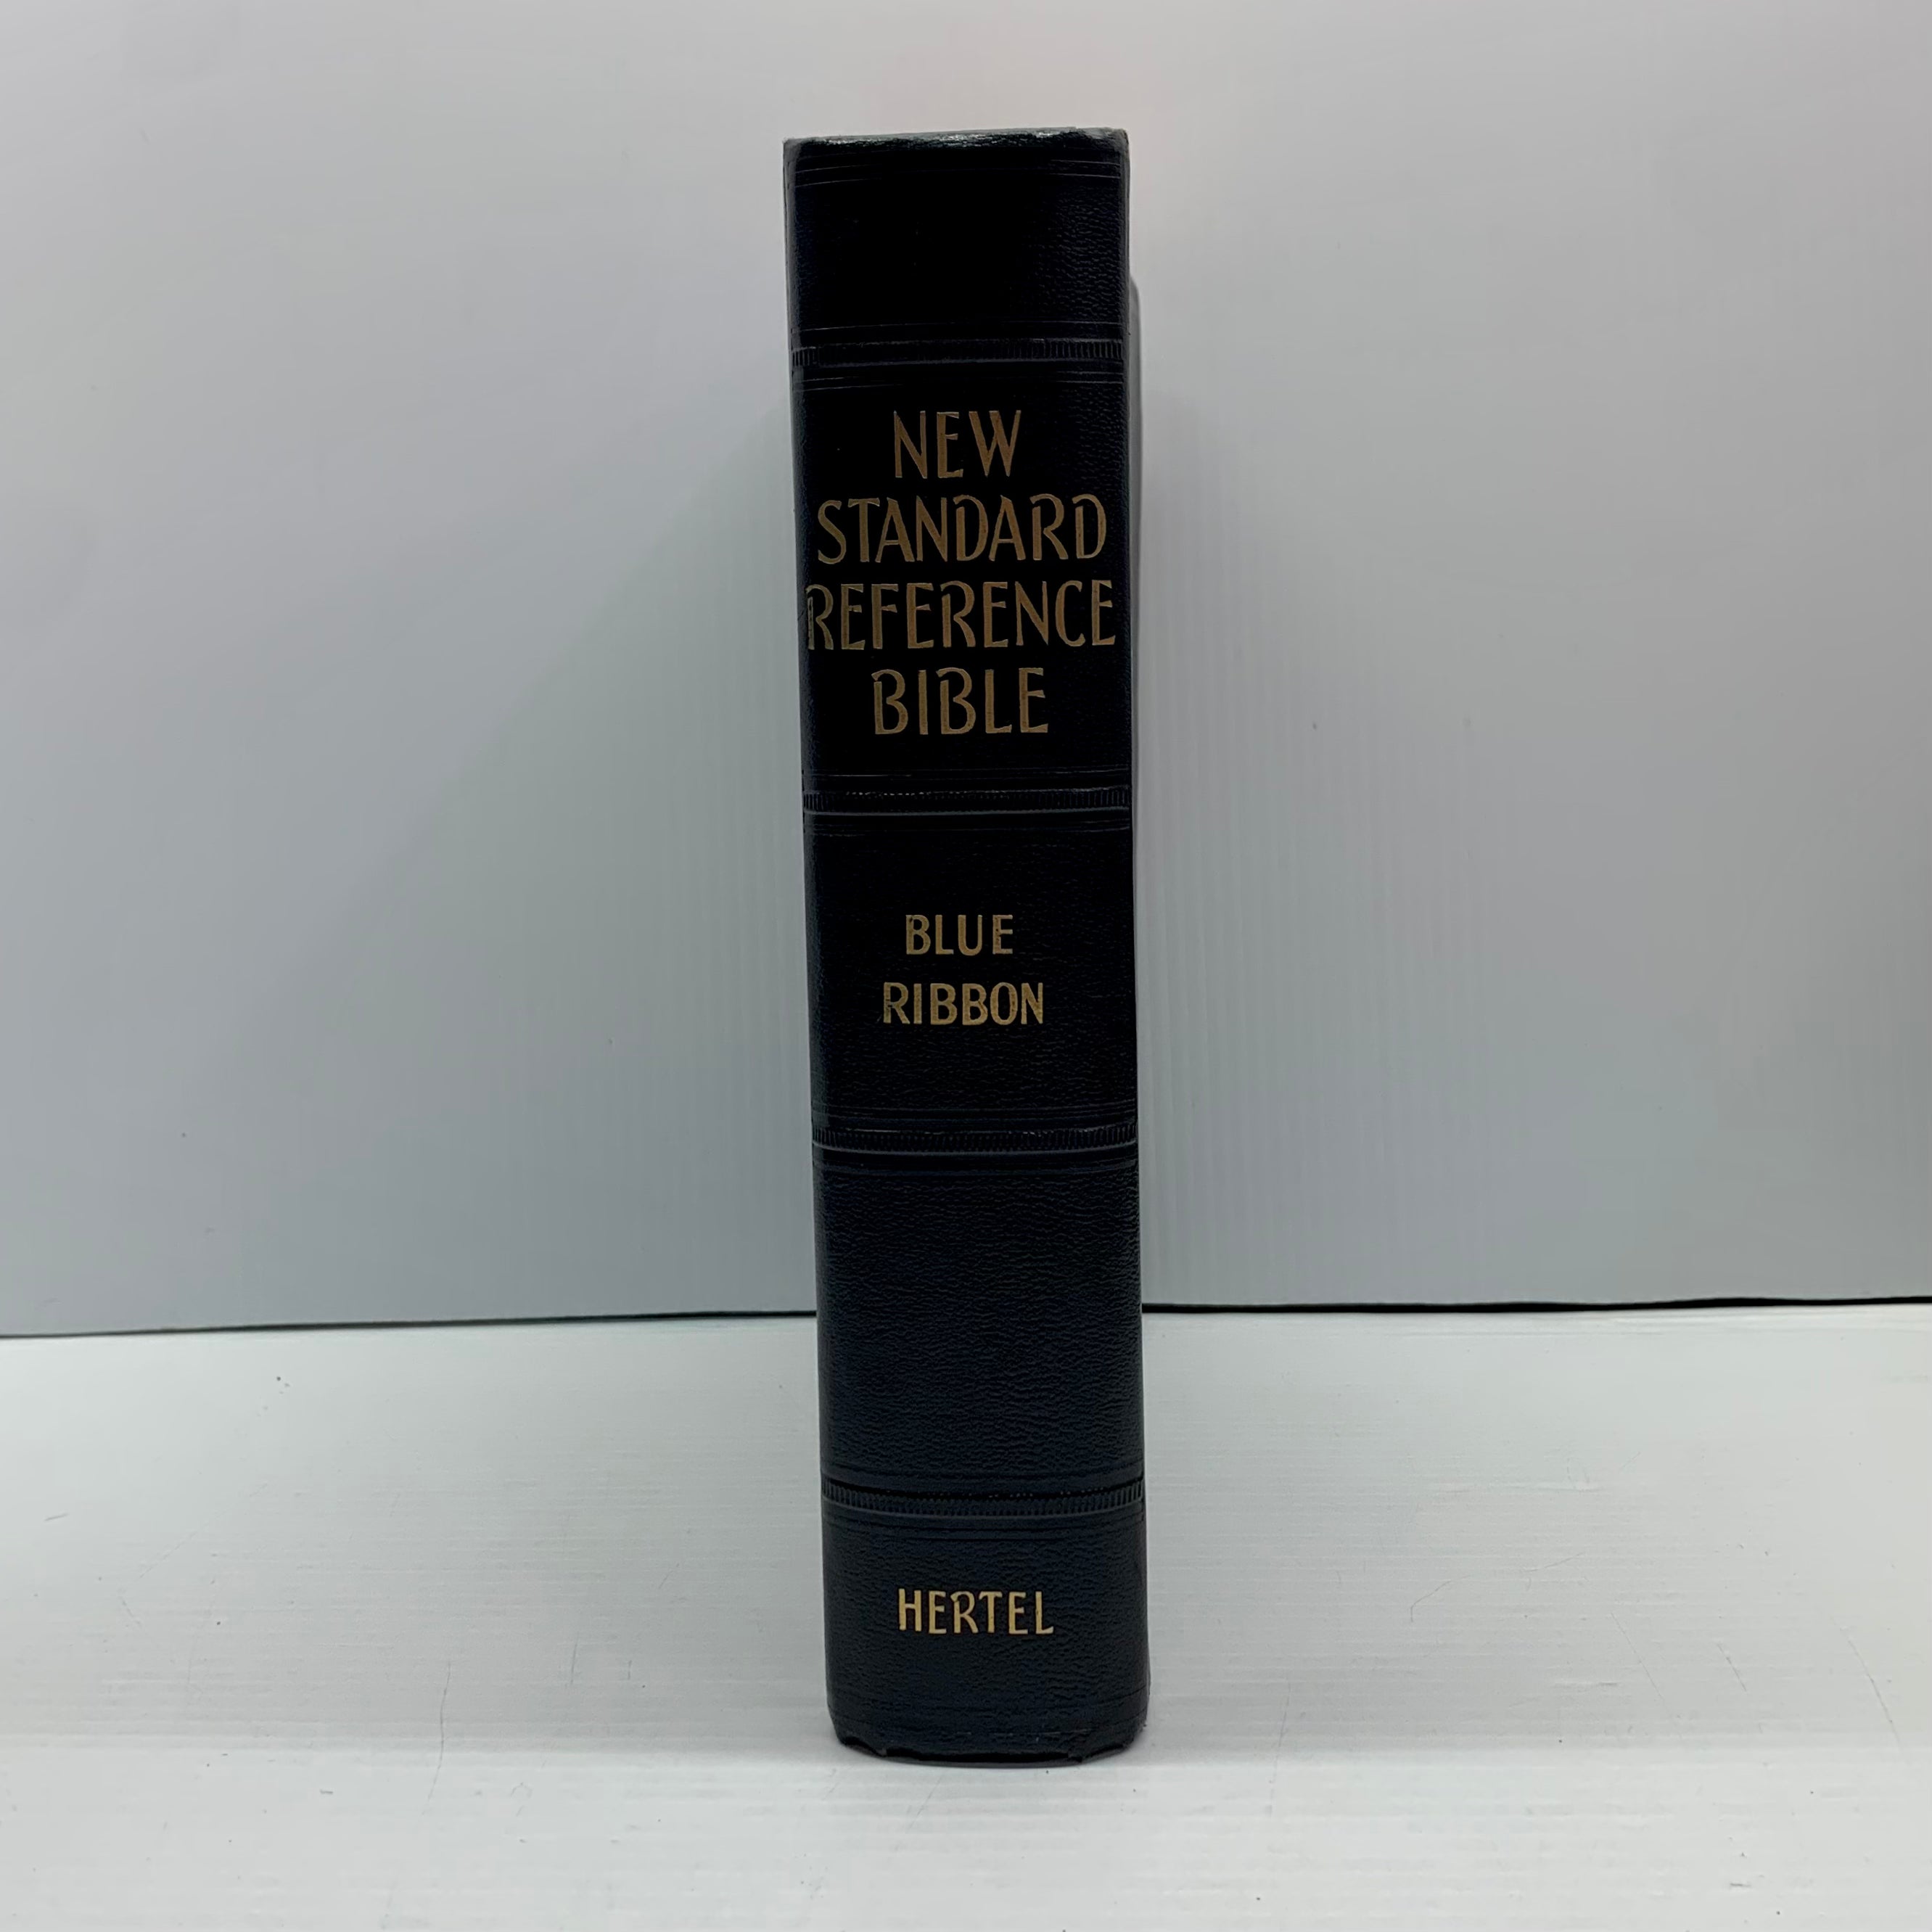 NEW
STANDARD
REFERENCE
BIBLE
BLUE
RIBBON
HERTEL